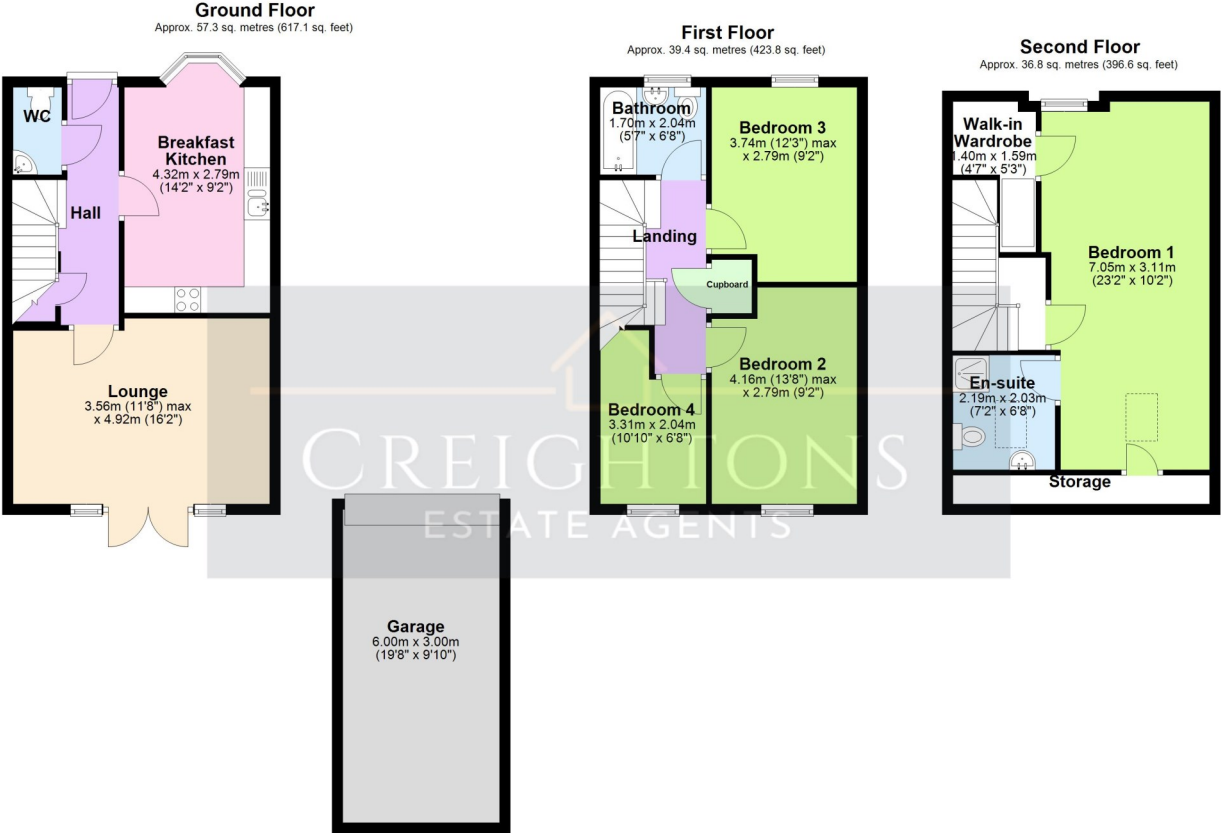 Ground Floor
Approx. 57.3 sq. metres (617.1 sq. feet)
WC
Breakfast
Kitchen
4.32m x 2.79m
(14'2" x 9'2")
Hall
Lounge
3.56m (11'8") max
x 4.92m (16'2")
First Floor
Approx. 39.4 sq. metres (423.8 sq. feet)
Bathroom
1.70m x 2.04m
(5'7" x 6'8")
Bedroom 3
3.74m (12'3") max
x 2.79m (9'2")
Landing
Cupboard
Bedroom 2
4.16m (13'8") max
x 2.79m (9'2")
Bedroom 4
3.31m x 2.04m
(10'10" x 6'8")
Second Floor
Approx. 36.8 sq. metres (396.6 sq. feet)
Walk-in
Wardrobe
1.40m x 1.59m
(4'7" x 5'3")
Bedroom 1
7.05m x 3.11m
(23'2" x 10'2")
En-suite
2.19m x 2.03m
(7'2" x 6'8")
Storage
CREIGHTONS
ESTATE AGENTS
Garage
6.00m x 3.00m
(19'8" x 9'10")